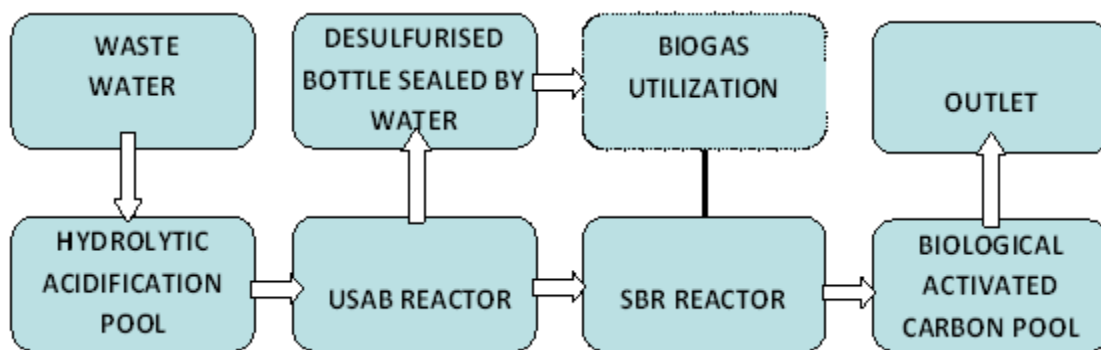 WASTE
WATER
DESULFURISED
BOTTLE SEALED BY
WATER
BIOGAS
UTILIZATION
OUTLET
HYDROLYTIC
ACIDIFICATION
POOL
USAB REACTOR
SBR REACTOR
BIOLOGICAL
ACTIVATED
CARBON POOL